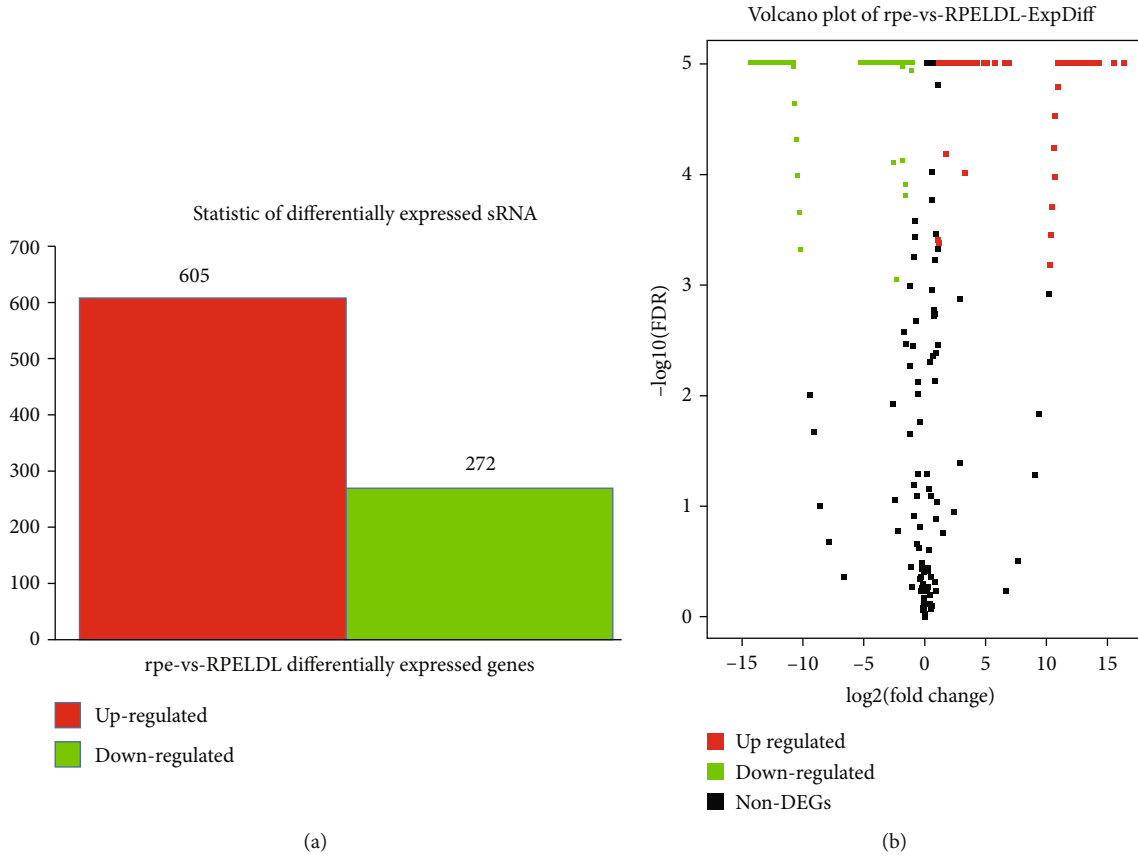 Statistic of differentially expressed sRNA
700
600
500
400
300
200
100
0
605
272
rpe-vs-RPELDL differentially expressed genes
Up-regulated
Down-regulated
(a)
Volcano plot of rpe-vs-RPELDL-ExpDiff
–log10(FDR)
5
4
3
2
1
0
–15 –10 –5 0 5 10 15
log2(fold change)
Up regulated
Down-regulated
Non-DEGs
(b)